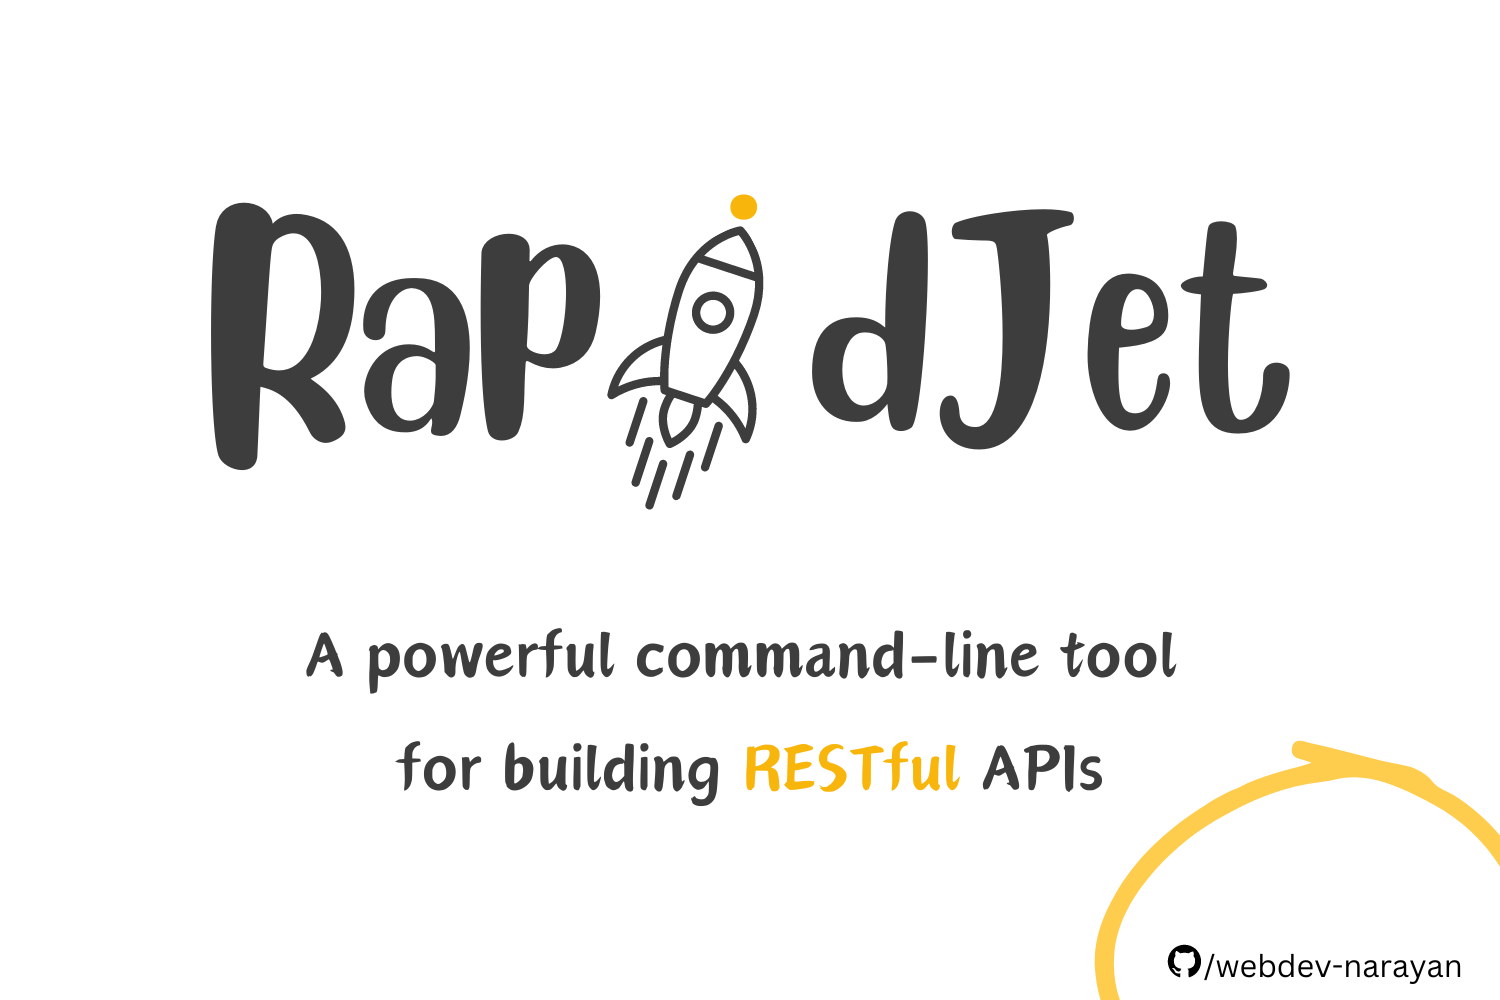 RapidJet
A powerful command-line tool
for building RESTful APIs
/webdev-narayan